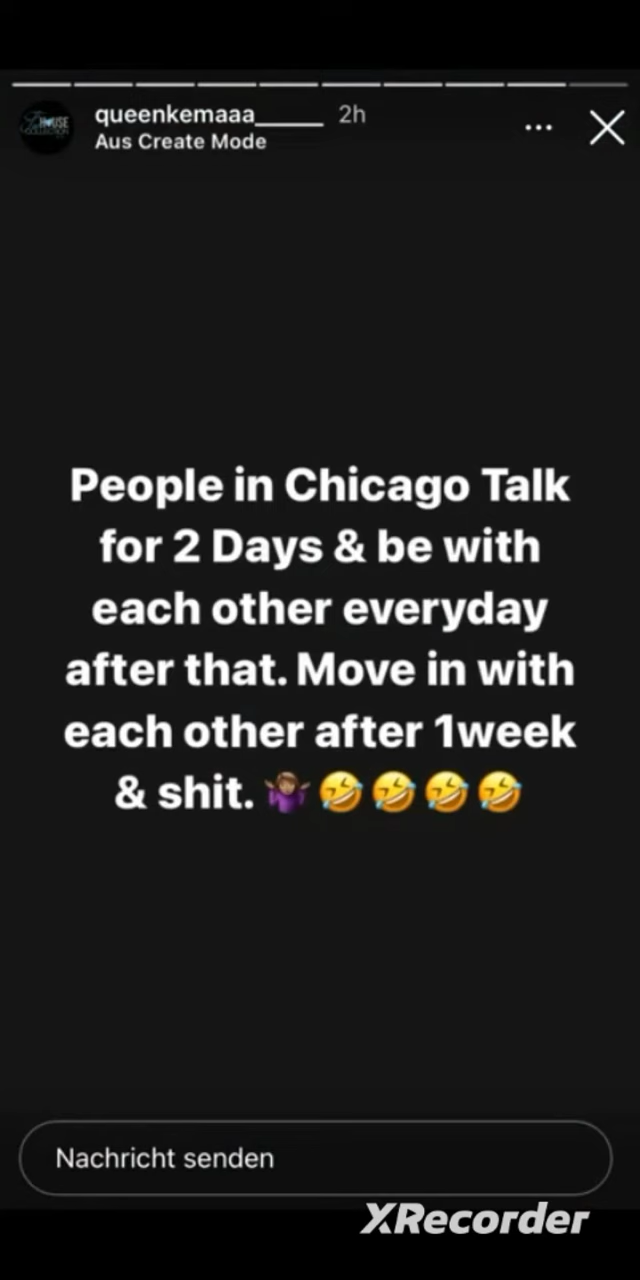 queenkemaaa_____ 2h
Aus Create Mode
People in Chicago Talk
for 2 Days & be with
each other everyday
after that. Move in with
each other after 1week
& shit. 🤷🏽‍♀️🤣🤣🤣🤣
Nachricht senden
XRecorder